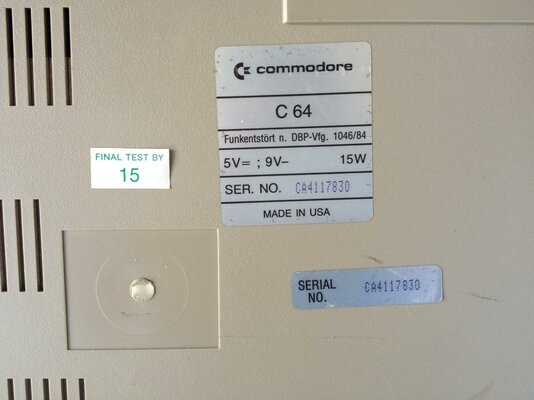 commodore
C 64
Funkentstört n. DBP-Vfg. 1046/84
5V= ; 9V~ 15W
SER. NO. CA4117830
MADE IN USA
FINAL TEST BY
15
SERIAL NO. CA4117830